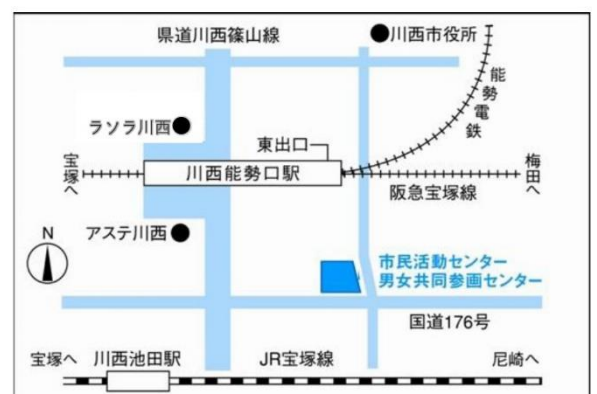 県道川西篠山線
川西市役所
能勢電鉄
ラソラ川西
東出口
宝塚へ
川西能勢口駅
梅田へ
阪急宝塚線
アステ川西
N
市民活動センター
男女共同参画センター
国道176号
宝塚へ
川西池田駅
JR宝塚線
尼崎へ